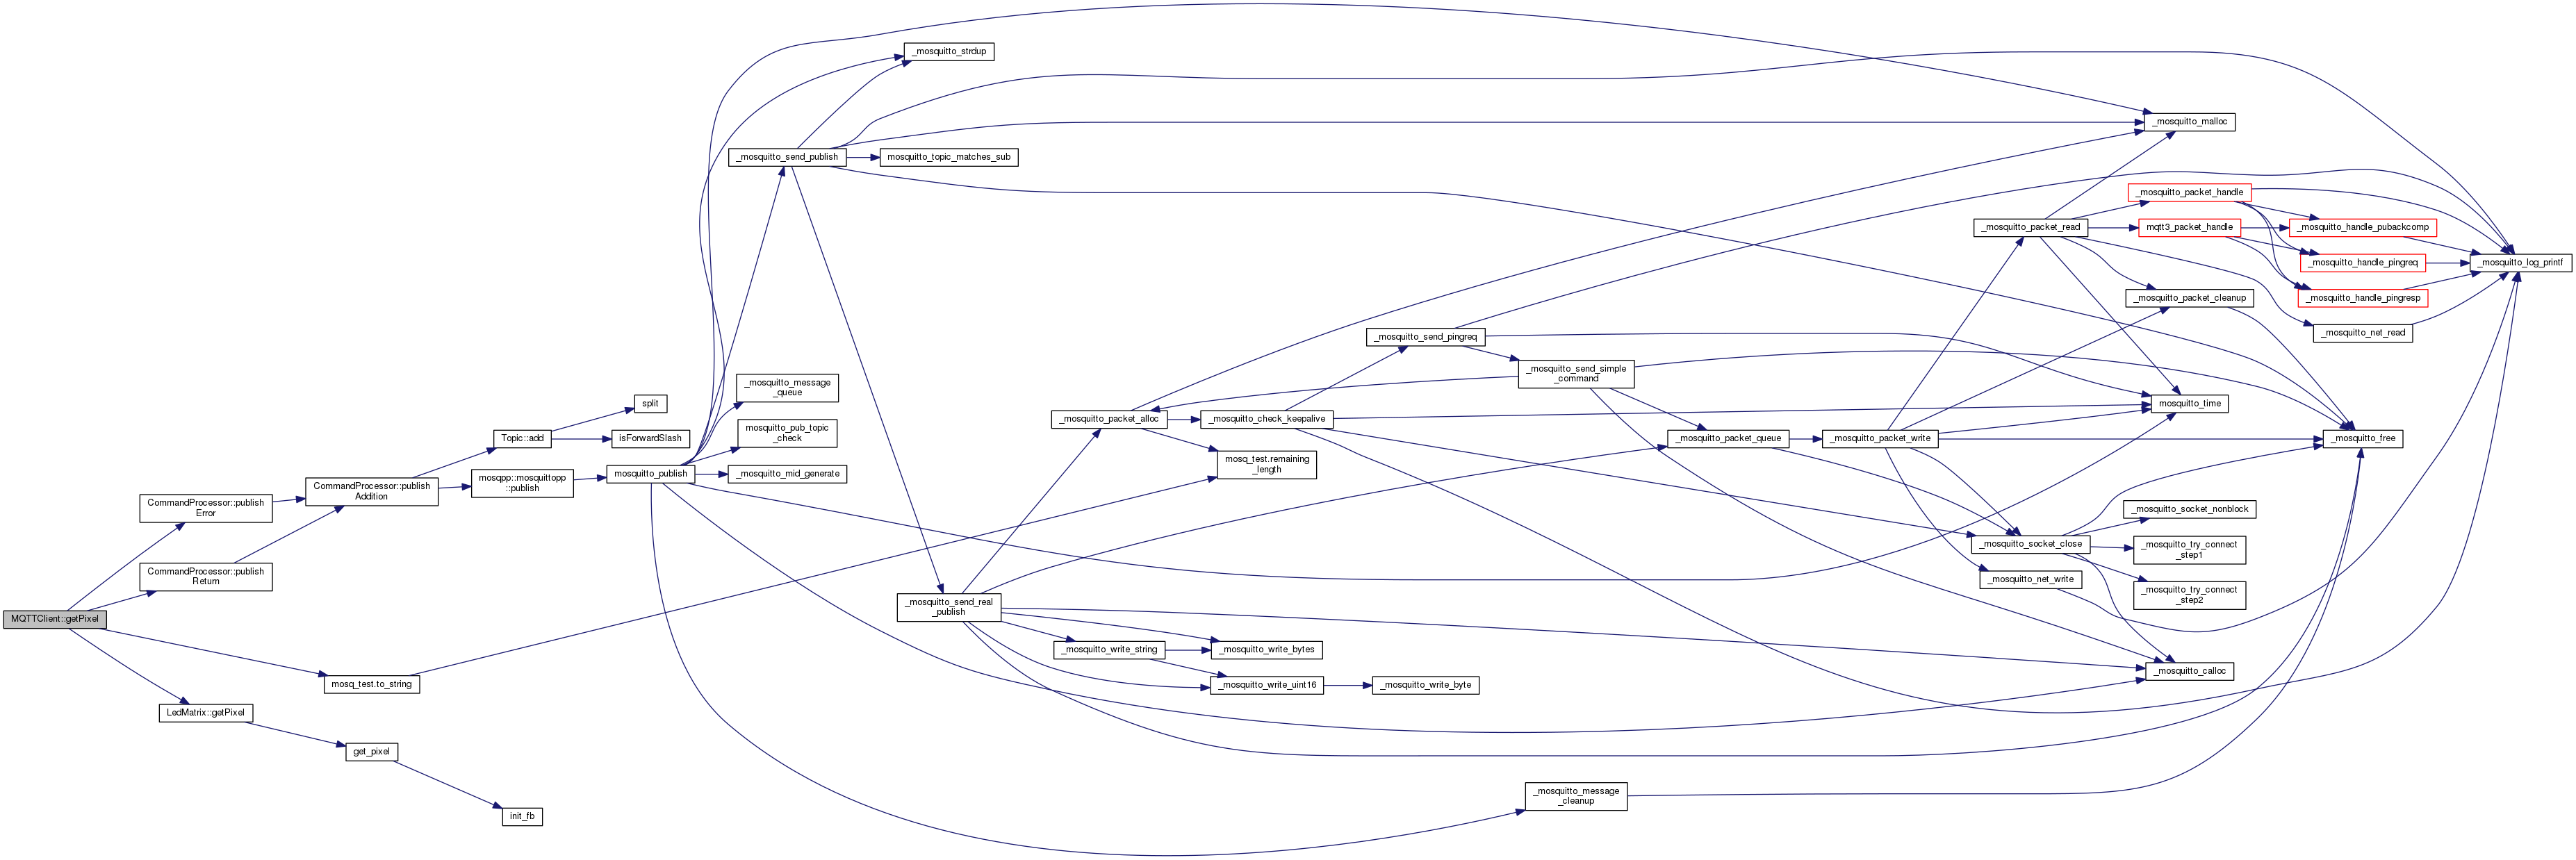 MQTTClient::getPixel
CommandProcessor::publish
Error
CommandProcessor::publish
Return
mosq_test.to_string
LedMatrix::getPixel
CommandProcessor::publish
Addition
get_pixel
Topic::add
mosqpp::mosquittopp
::publish
init_fb
split
isForwardSlash
mosquitto_publish
_mosquitto_send_publish
_mosquitto_message
_queue
mosquitto_pub_topic
_check
_mosquitto_mid_generate
_mosquitto_strdup
mosquitto_topic_matches_sub
_mosquitto_send_real
_publish
_mosquitto_packet_alloc
_mosquitto_write_string
_mosquitto_check_keepalive
mosq_test.remaining
_length
_mosquitto_write_bytes
_mosquitto_write_uint16
_mosquitto_send_pingreq
_mosquitto_write_byte
_mosquitto_send_simple
_command
_mosquitto_message
_cleanup
_mosquitto_packet_queue
_mosquitto_packet_write
_mosquitto_packet_read
_mosquitto_socket_close
_mosquitto_net_write
_mosquitto_malloc
_mosquitto_packet_handle
mqtt3_packet_handle
_mosquitto_packet_cleanup
mosquitto_time
_mosquitto_socket_nonblock
_mosquitto_try_connect
_step1
_mosquitto_try_connect
_step2
_mosquitto_calloc
_mosquitto_handle_pubackcomp
_mosquitto_handle_pingreq
_mosquitto_handle_pingresp
_mosquitto_net_read
_mosquitto_free
_mosquitto_log_printf